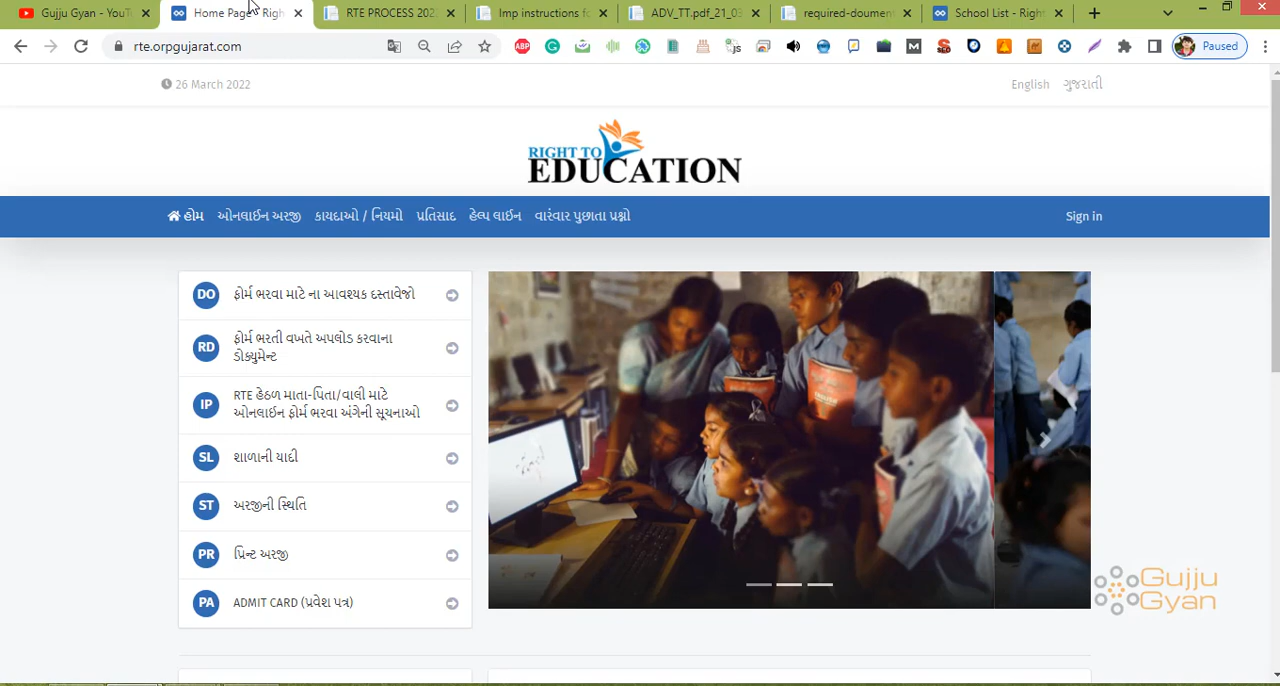 Gujju Gyan - YouT
Home Page - Righ
RTE PROCESS 202
Imp instructions fo
ADV_TT.pdf_21_03
required-doument
School List - Right
rte.orpgujarat.com
Paused
26 March 2022
English ગુજરાતી
RIGHT TO
EDUCATION
હોમ ઓનલાઈન અરજી કાયદાઓ / નિયમો પ્રતિસાદ હેલ્પ લાઈન વારંવાર પુછાતા પ્રશ્નો Sign in
DO ફોર્મ ભરવા માટે ના આવશ્યક દસ્તાવેજો
RD ફોર્મ ભરતી વખતે અપલોડ કરવાના
ડોક્યુમેન્ટ
IP RTE હેઠળ માતા-પિતા/વાલી માટે
ઓનલાઈન ફોર્મ ભરવા અંગેની સૂચનાઓ
SL શાળાની યાદી
ST અરજીની સ્થિતિ
PR પ્રિન્ટ અરજી
PA ADMIT CARD (પ્રવેશ પત્ર)
Gujju
Gyan